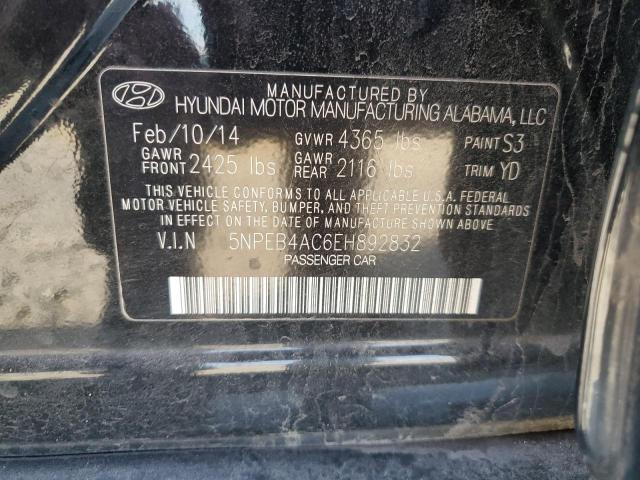 MANUFACTURED BY
HYUNDAI MOTOR MANUFACTURING ALABAMA, LLC
Feb/10/14 GVWR 4365 lbs PAINT S3
GAWR FRONT 2425 lbs GAWR REAR 2116 lbs TRIM YD
THIS VEHICLE CONFORMS TO ALL APPLICABLE U.S.A. FEDERAL
MOTOR VEHICLE SAFETY, BUMPER, AND THEFT PREVENTION STANDARDS
IN EFFECT ON THE DATE OF MANUFACTURE SHOWN ABOVE.
V.I.N 5NPEB4AC6EH892832
PASSENGER CAR